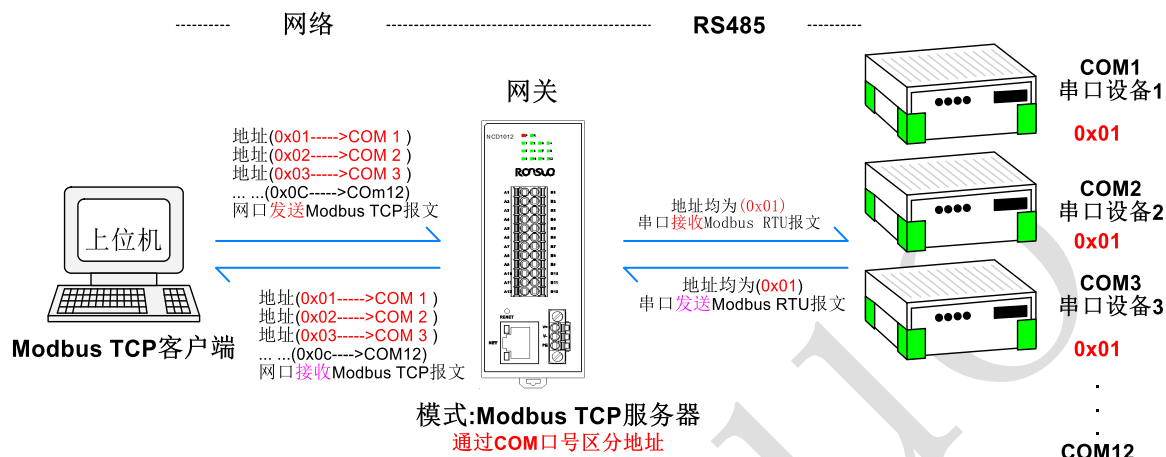 网络
RS485
网关
地址(0x01----->COM 1 )
地址(0x02----->COM 2 )
地址(0x03----->COM 3 )
... ...(0x0C----->COm12)
网口发送Modbus TCP报文
上位机
Modbus TCP客户端
地址(0x01----->COM 1 )
地址(0x02----->COM 2 )
地址(0x03----->COM 3 )
... ...(0x0c---->COM12)
网口接收Modbus TCP报文
NCD1012
RONSUO
A1 B1
RESET
NET
V+
V-
PE
模式:Modbus TCP服务器
通过COM口号区分地址
地址均为(0x01)
串口接收Modbus RTU报文
地址均为(0x01)
串口发送Modbus RTU报文
COM1
串口设备1
0x01
COM2
串口设备2
0x01
COM3
串口设备3
0x01
.
.
.
COM12